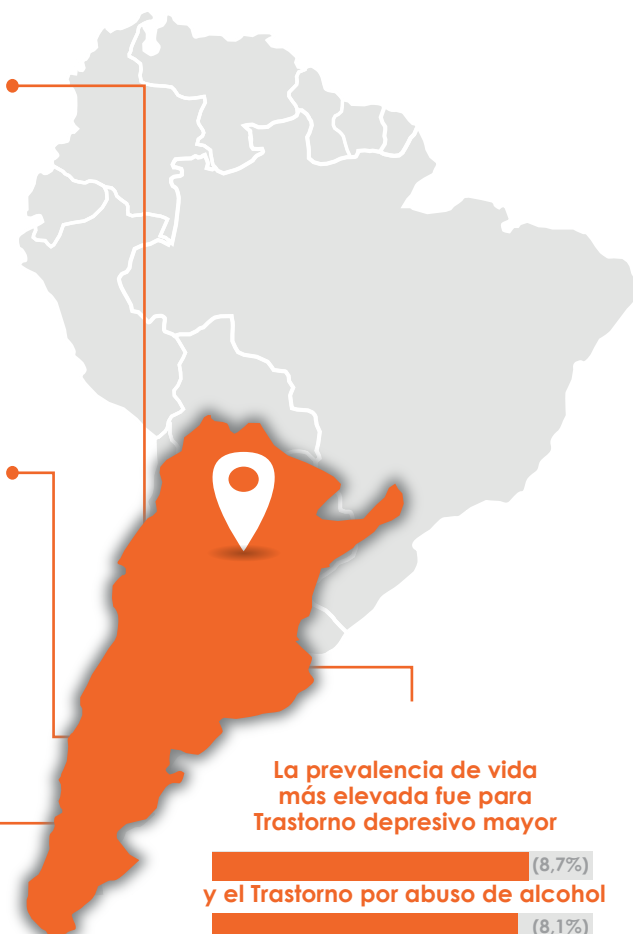 La prevalencia de vida
más elevada fue para
Trastorno depresivo mayor
(8,7%)
y el Trastorno por abuso de alcohol
(8,1%)